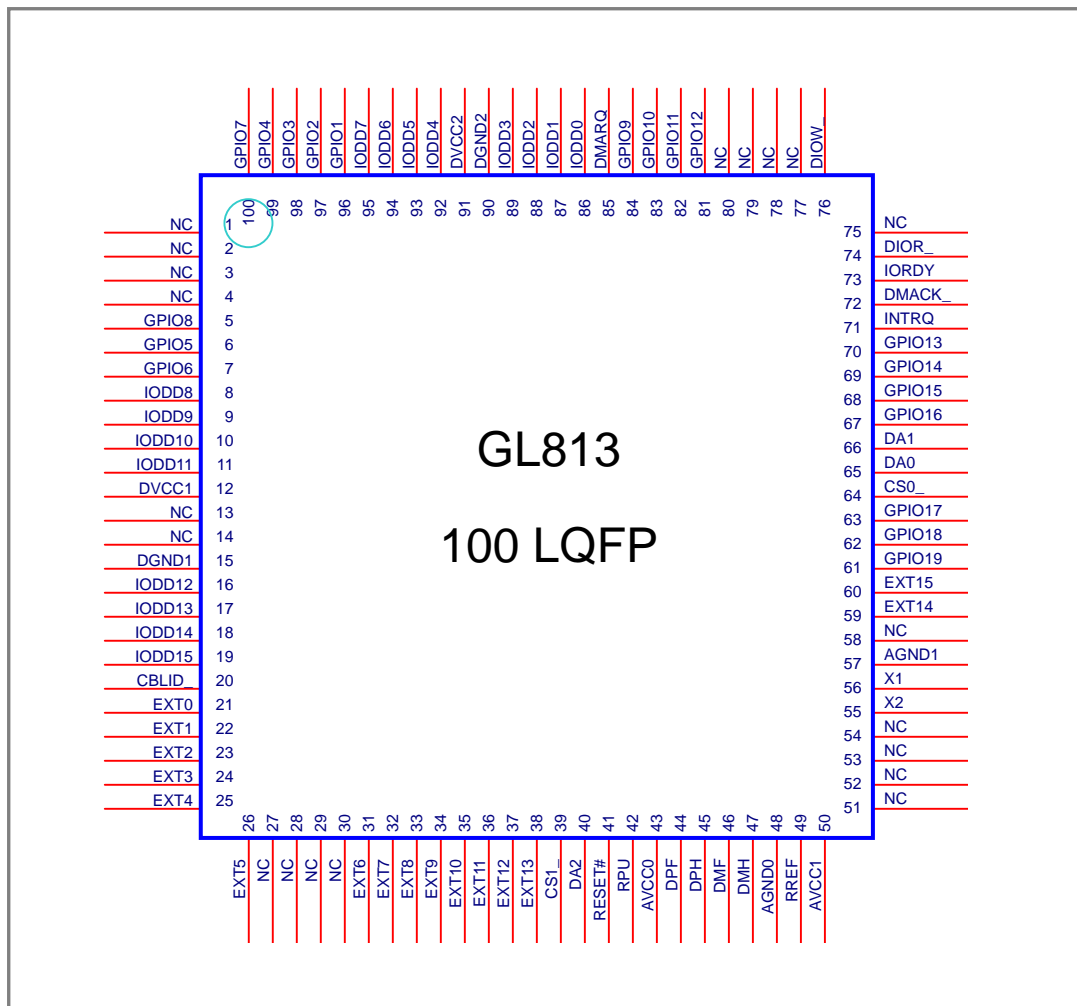 GPIO7 GPIO4 GPIO3 GPIO2 GPIO1 IODD7 IODD6 IODD5 IODD4 DVCC2 DGND2 IODD3 IODD2 IODD1 IODD0 DMARQ GPIO9 GPIO10 GPIO11 GPIO12 NC NC NC NC DIOW_
100 99 98 97 96 95 94 93 92 91 90 89 88 87 86 85 84 83 82 81 80 79 78 77 76
NC 1
NC 2
NC 3
NC 4
GPIO8 5
GPIO5 6
GPIO6 7
IODD8 8
IODD9 9
IODD10 10
IODD11 11
DVCC1 12
NC 13
NC 14
DGND1 15
IODD12 16
IODD13 17
IODD14 18
IODD15 19
CBLID_ 20
EXT0 21
EXT1 22
EXT2 23
EXT3 24
EXT4 25
GL813
100 LQFP
75 NC
74 DIOR_
73 IORDY
72 DMACK_
71 INTRQ
70 GPIO13
69 GPIO14
68 GPIO15
67 GPIO16
66 DA1
65 DA0
64 CS0_
63 GPIO17
62 GPIO18
61 GPIO19
60 EXT15
59 EXT14
58 NC
57 AGND1
56 X1
55 X2
54 NC
53 NC
52 NC
51 NC
26 27 28 29 30 31 32 33 34 35 36 37 38 39 40 41 42 43 44 45 46 47 48 49 50
EXT5 NC NC NC NC EXT6 EXT7 EXT8 EXT9 EXT10 EXT11 EXT12 EXT13 CS1_ DA2 RESET# RPU AVCC0 DPF DPH DMF DMH AGND0 RREF AVCC1